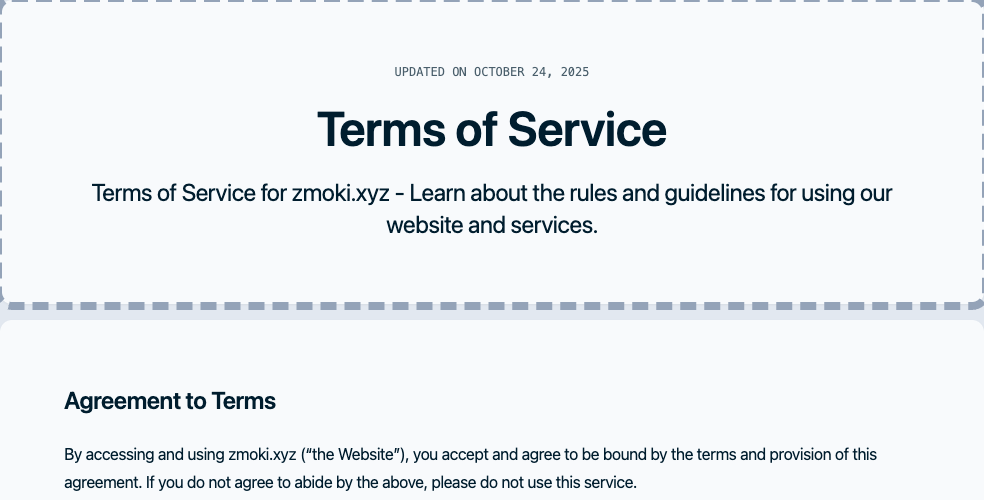 UPDATED ON OCTOBER 24, 2025
Terms of Service
Terms of Service for zmoki.xyz - Learn about the rules and guidelines for using our
website and services.
Agreement to Terms
By accessing and using zmoki.xyz (“the Website”), you accept and agree to be bound by the terms and provision of this
agreement. If you do not agree to abide by the above, please do not use this service.